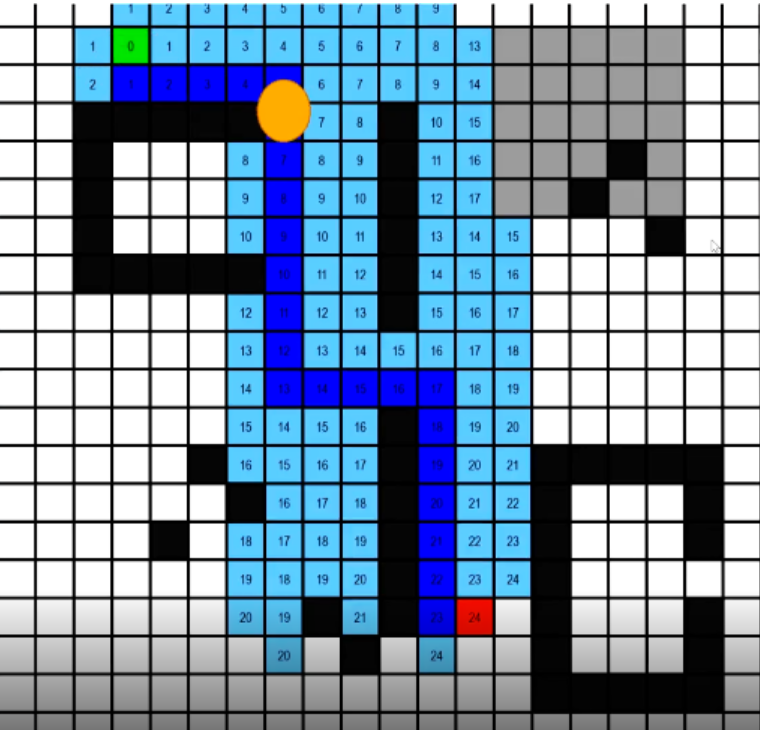 1 2 3 4 5 6 7 8 9
1 0 1 2 3 4 5 6 7 8 13
2 1 2 3 4 6 7 8 9 14
7 8 10 15
8 7 8 9 11 16
9 8 9 10 12 17
10 9 10 11 13 14 15
10 11 12 14 15 16
12 11 12 13 15 16 17
13 12 13 14 15 16 17 18
14 13 14 15 16 17 18 19
15 14 15 16 18 19 20
16 15 16 17 19 20 21
16 17 18 20 21 22
18 17 18 19 21 22 23
19 18 19 20 22 23 24
20 19 21 23 24
20 24